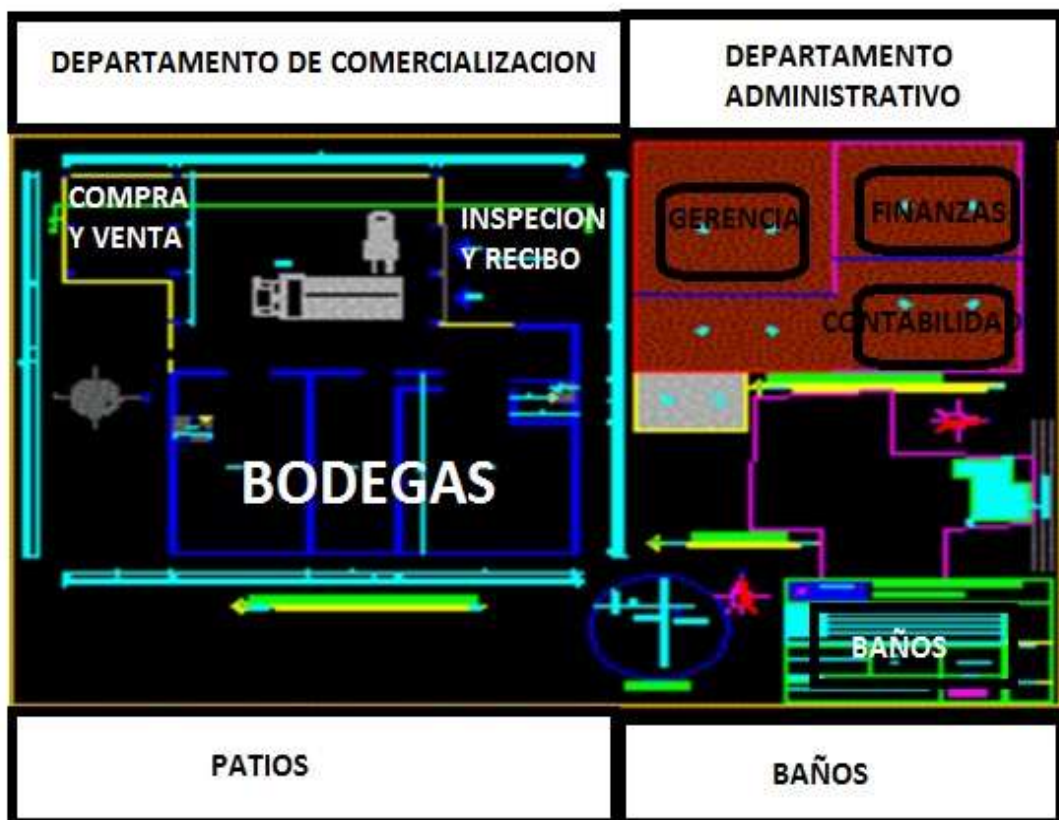 DEPARTAMENTO DE COMERCIALIZACION
DEPARTAMENTO
ADMINISTRATIVO
COMPRA
Y VENTA
INSPECION
Y RECIBO
GERENCIA
FINANZAS
CONTABILIDAD
BODEGAS
BAÑOS
PATIOS
BAÑOS